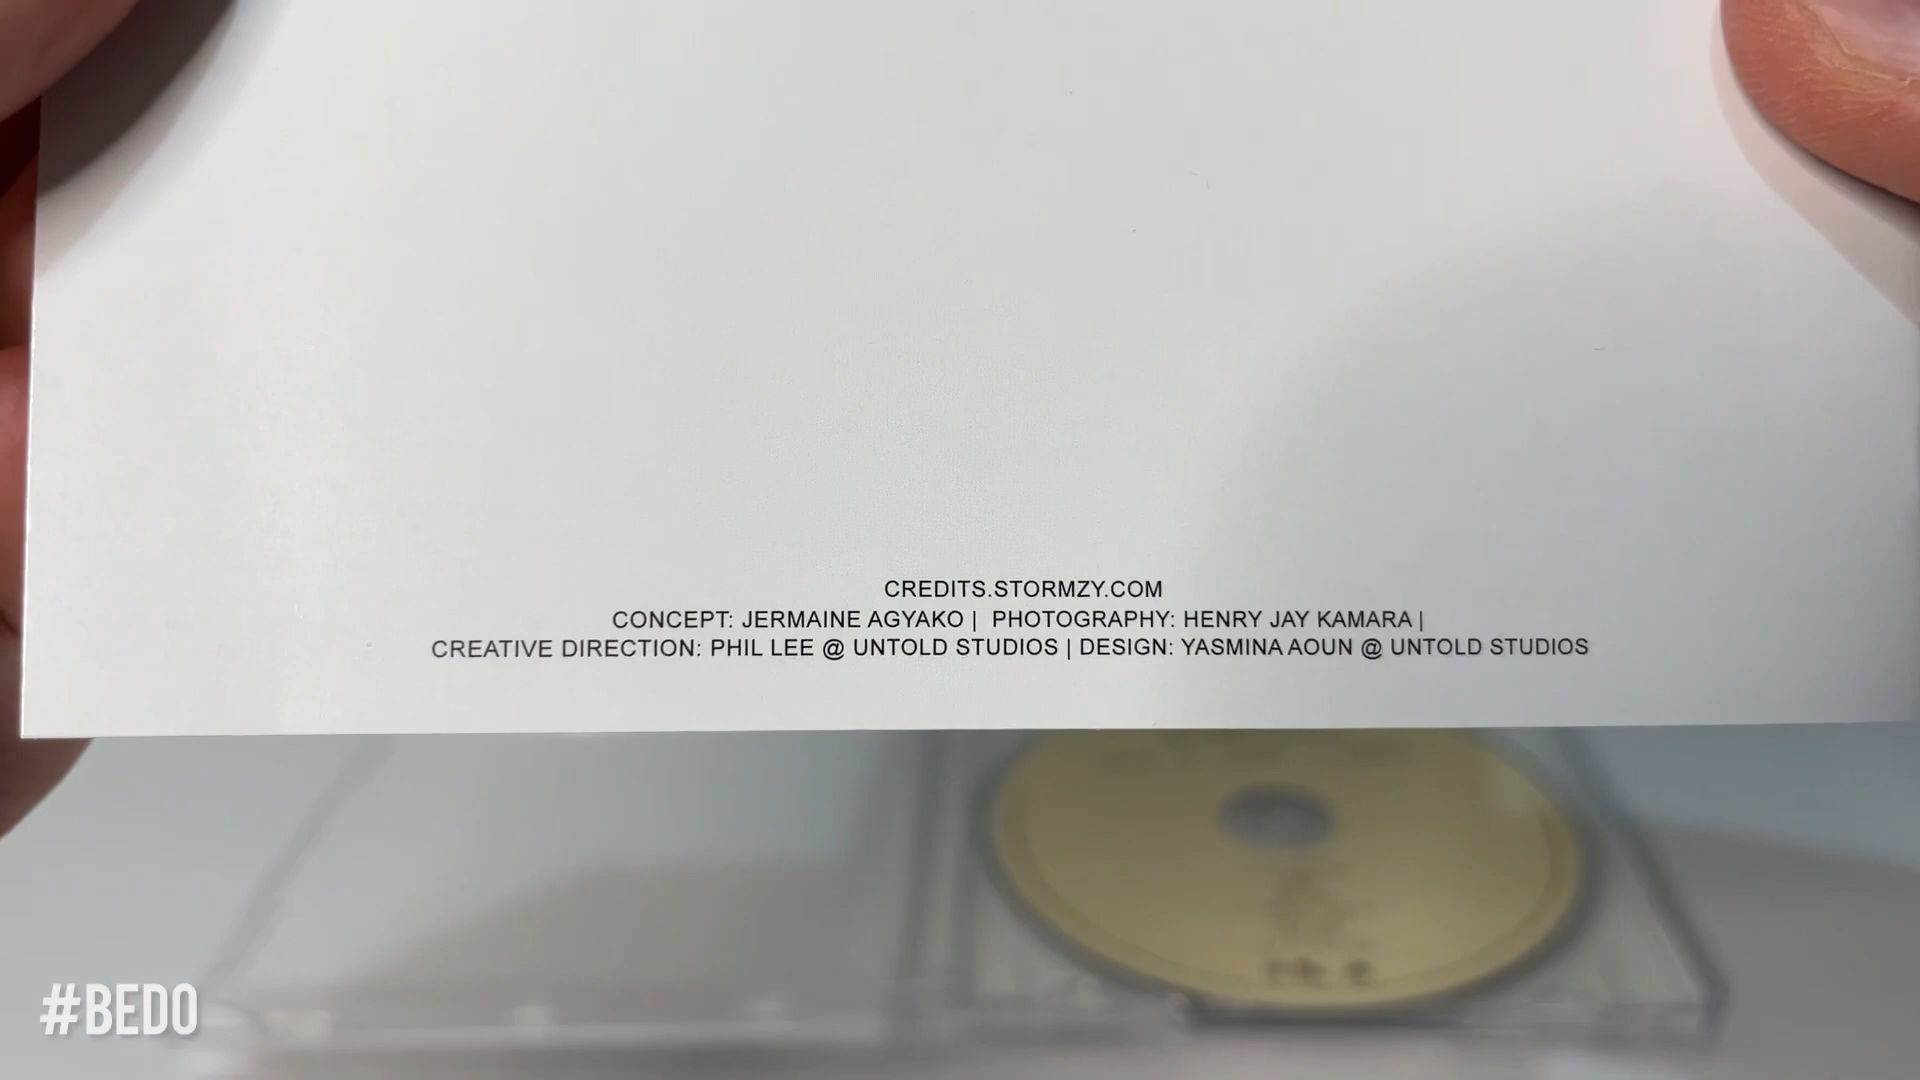 CREDITS.STORMZY.COM
CONCEPT: JERMAINE AGYAKO | PHOTOGRAPHY: HENRY JAY KAMARA |
CREATIVE DIRECTION: PHIL LEE @ UNTOLD STUDIOS | DESIGN: YASMINA AOUN @ UNTOLD STUDIOS
#BEDO